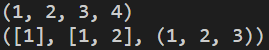 (1, 2, 3, 4)
([1], [1, 2], (1, 2, 3))